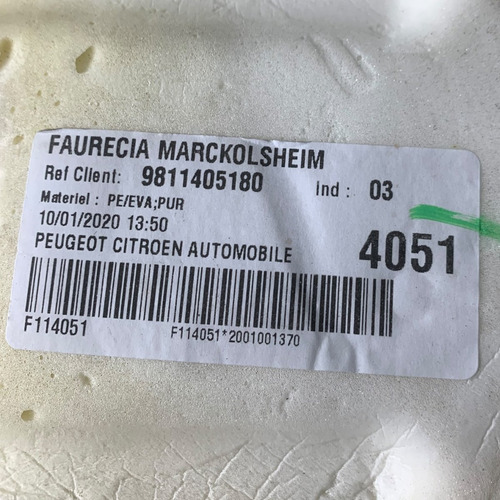 FAURECIA MARCKOLSHEIM
Ref Client: 9811405180 Ind : 03
Materiel : PE/EVA;PUR
10/01/2020 13:50
PEUGEOT CITROEN AUTOMOBILE 4051
F114051 F114051*2001001370